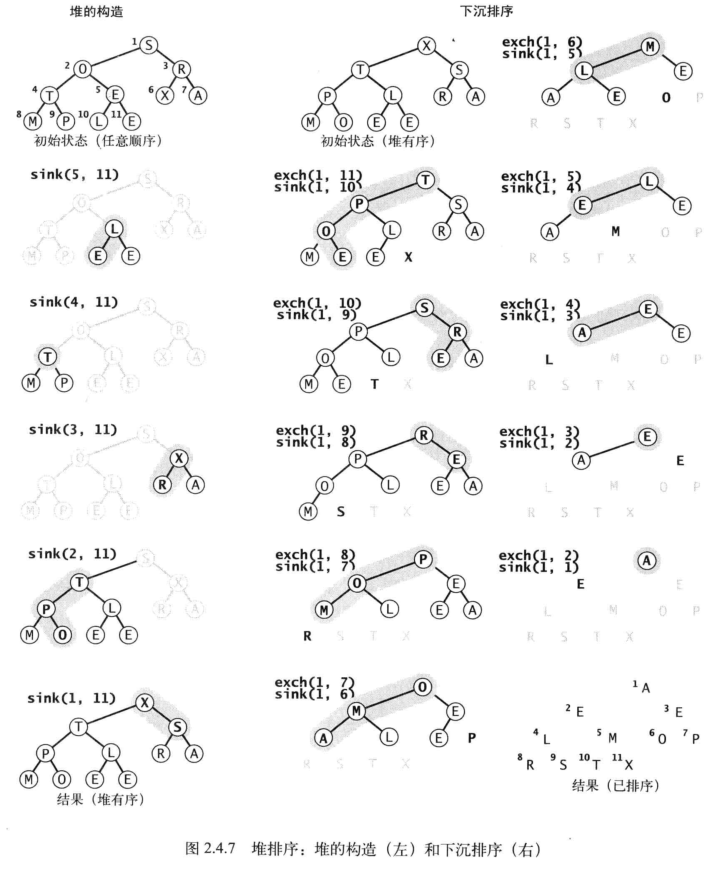 堆的构造
1 S
2 O 3 R
4 T 5 E 6 X 7 A
8 M 9 P 10 L 11 E
初始状态（任意顺序）
sink(5, 11)
S
O R
T L X A
M P E E
sink(4, 11)
S
O R
T L X A
M P E E
sink(3, 11)
S
O X
T L R A
M P E E
sink(2, 11)
S
T X
P L R A
M O E E
sink(1, 11)
X
T S
P L R A
M O E E
结果（堆有序）
下沉排序
X
T S
P L R A
M O E E
初始状态（堆有序）
exch(1, 11)
sink(1, 10)
T
P S
O L R A
M E E X
exch(1, 10)
sink(1, 9)
S
P R
O L E A
M E T X
exch(1, 9)
sink(1, 8)
R
P E
O L E A
M S T X
exch(1, 8)
sink(1, 7)
P
O E
M L E A
R S T X
exch(1, 7)
sink(1, 6)
O
M E
A L E P
R S T X
exch(1, 6)
sink(1, 5)
M
L E
A E O P
R S T X
exch(1, 5)
sink(1, 4)
L
E E
A M O P
R S T X
exch(1, 4)
sink(1, 3)
E
A E
L M O P
R S T X
exch(1, 3)
sink(1, 2)
E
A E
L M O P
R S T X
exch(1, 2)
sink(1, 1)
A
E E
L M O P
R S T X
1 A
2 E 3 E
4 L 5 M 6 O 7 P
8 R 9 S 10 T 11 X
结果（已排序）
图 2.4.7 堆排序：堆的构造（左）和下沉排序（右）